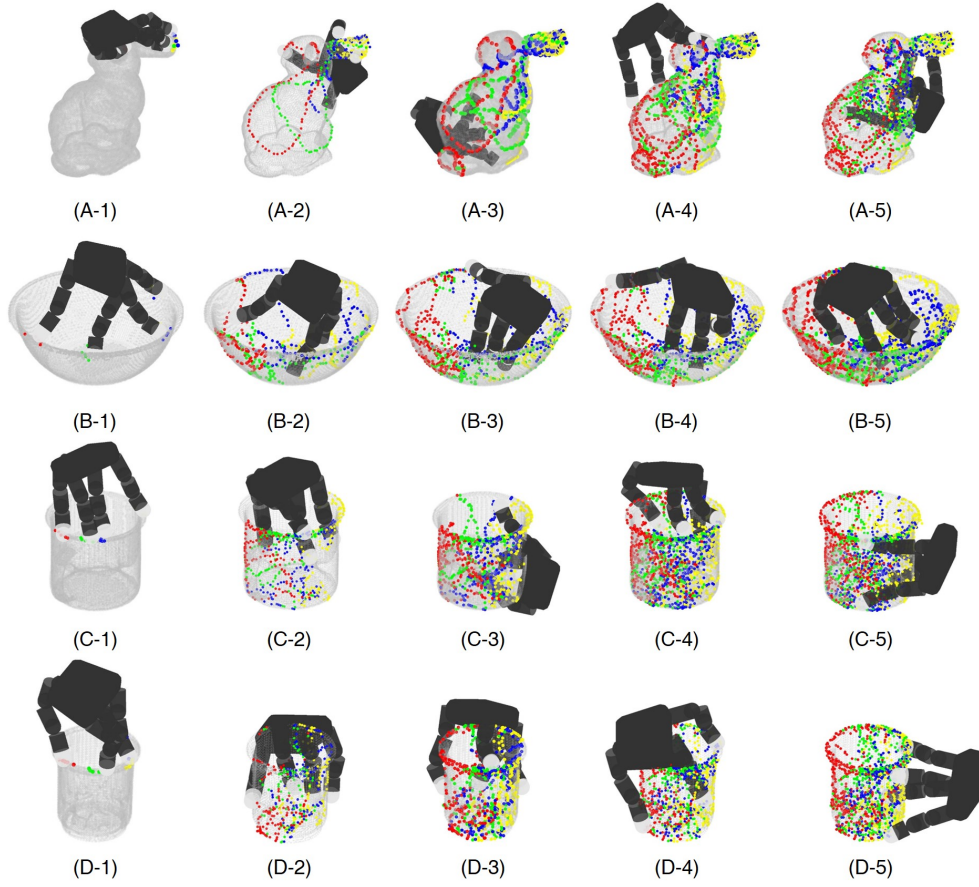 (A-1) (A-2) (A-3) (A-4) (A-5)
(B-1) (B-2) (B-3) (B-4) (B-5)
(C-1) (C-2) (C-3) (C-4) (C-5)
(D-1) (D-2) (D-3) (D-4) (D-5)